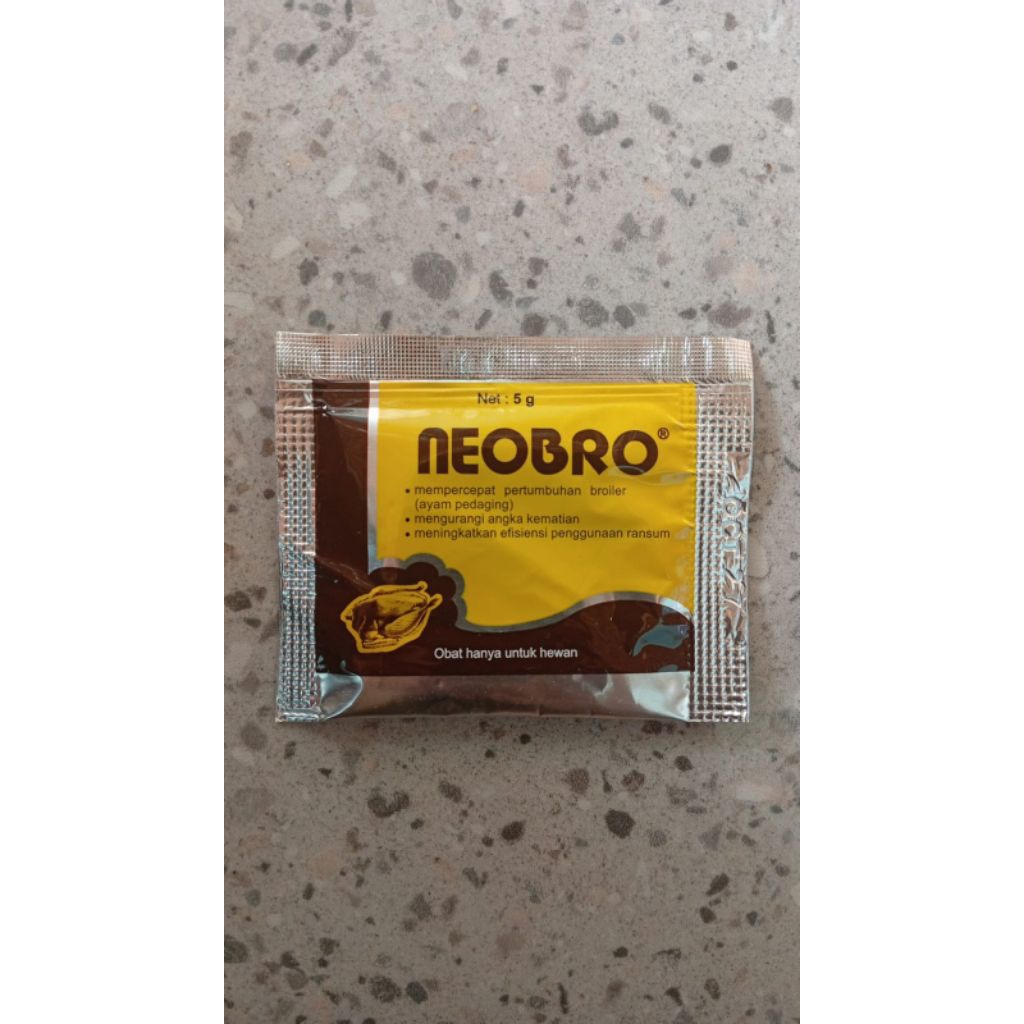 Net : 5 g
NEOBRO®
• mempercepat pertumbuhan broiler
(ayam pedaging)
• mengurangi angka kematian
• meningkatkan efisiensi penggunaan ransum
Obat hanya untuk hewan